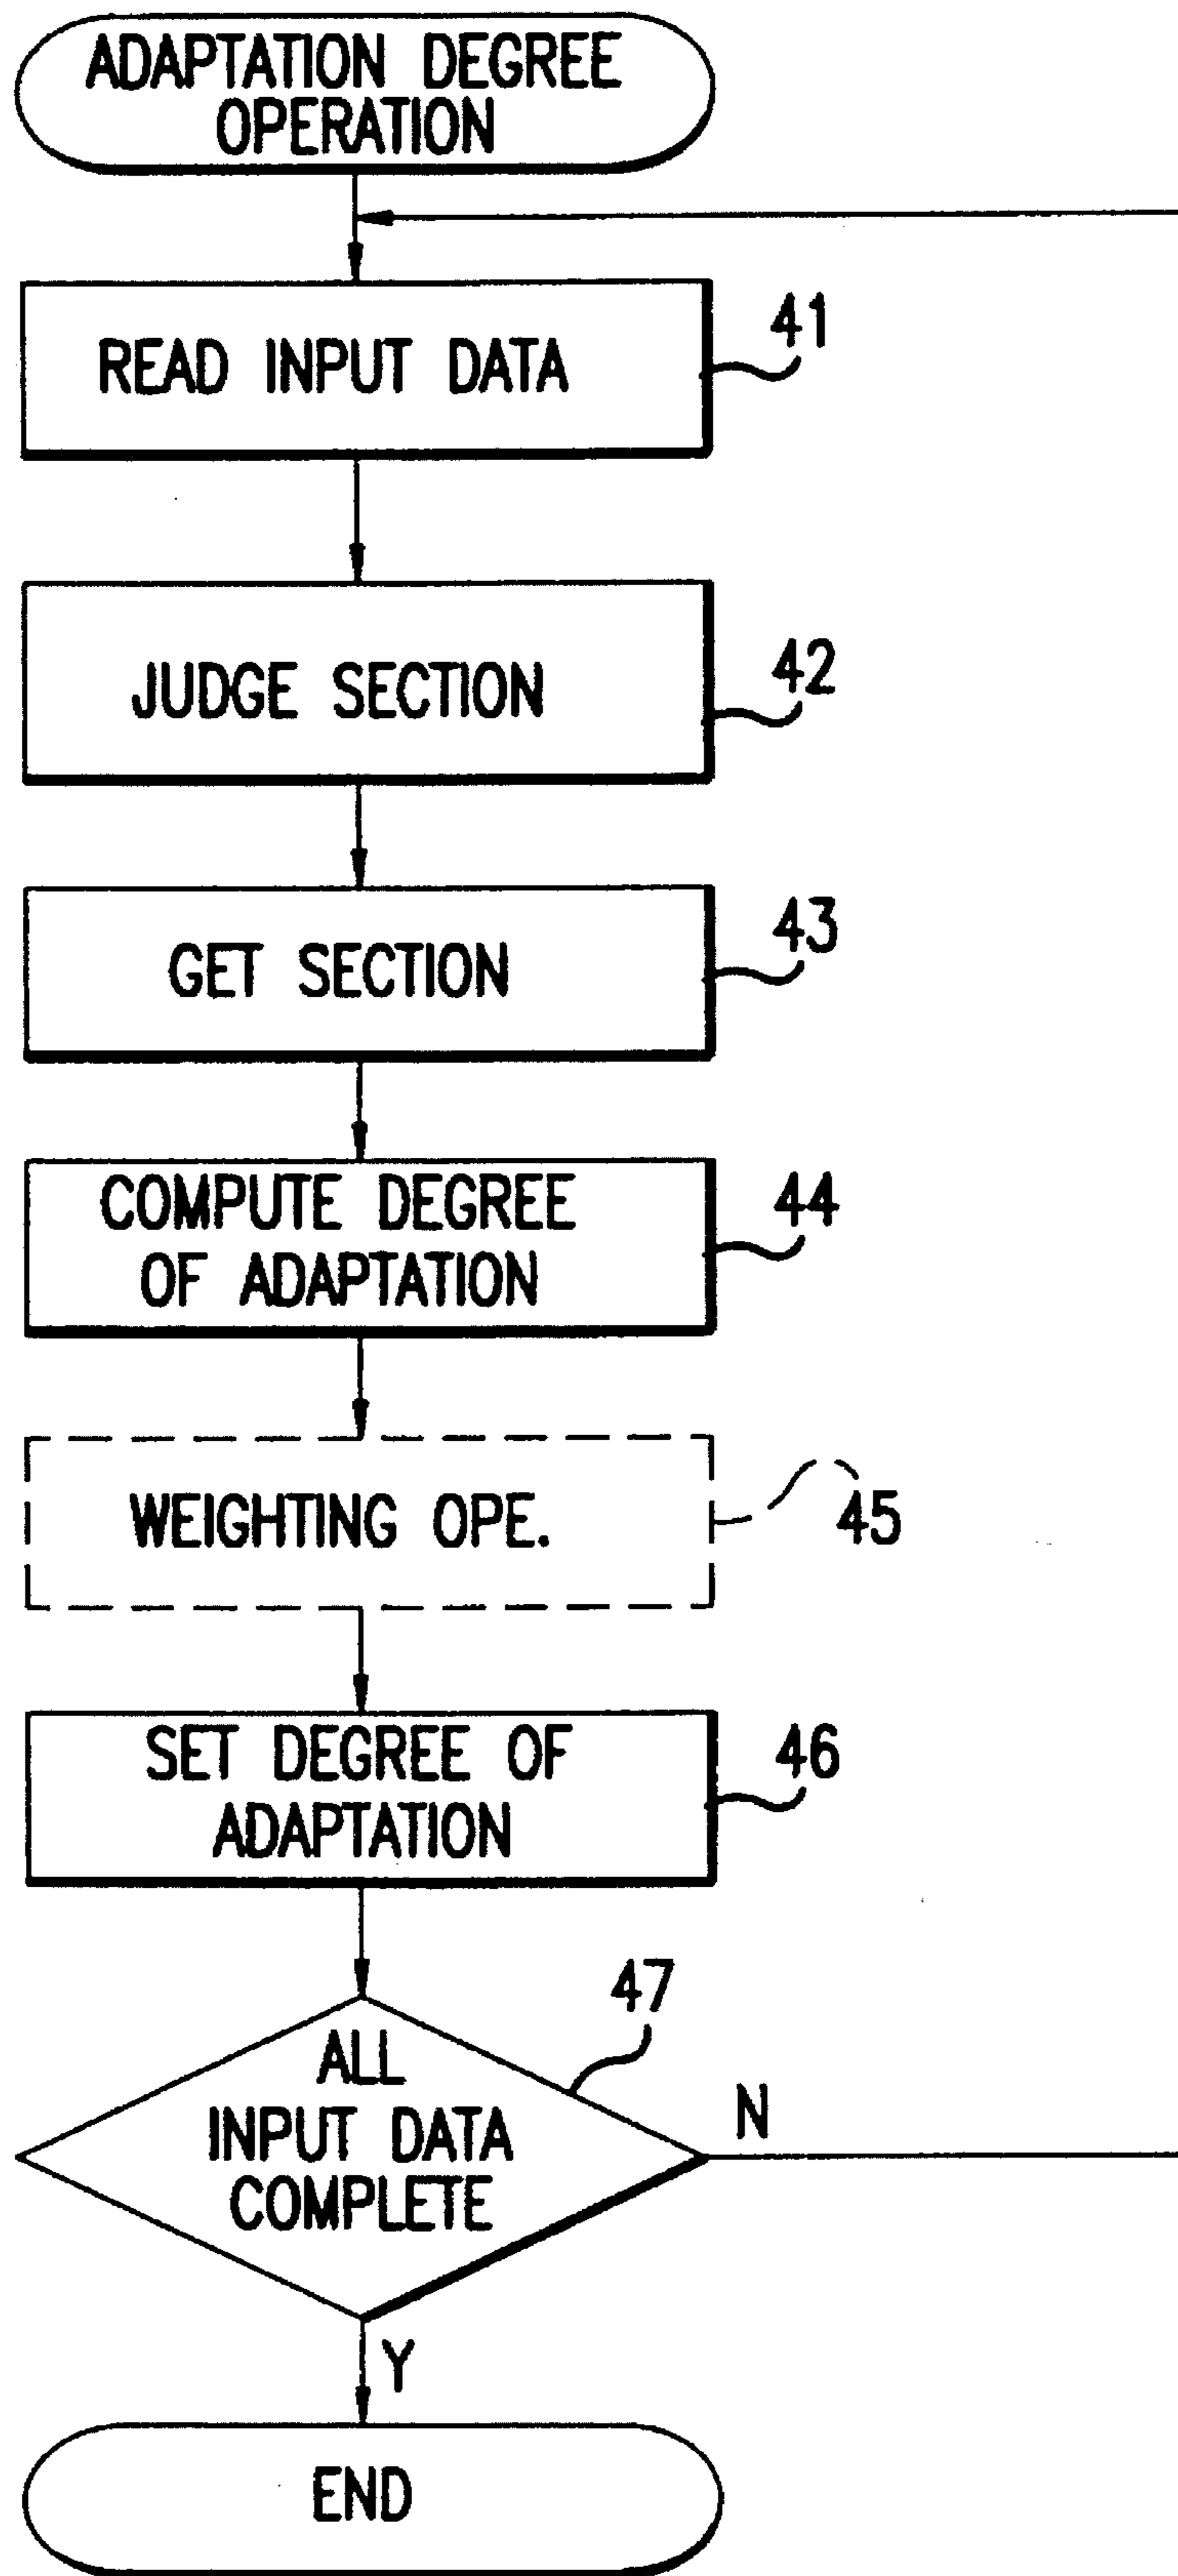 ADAPTATION DEGREE
OPERATION
READ INPUT DATA
41
JUDGE SECTION
42
GET SECTION
43
COMPUTE DEGREE
OF ADAPTATION
44
WEIGHTING OPE.
45
SET DEGREE OF
ADAPTATION
46
47
ALL
INPUT DATA
COMPLETE
N
Y
END